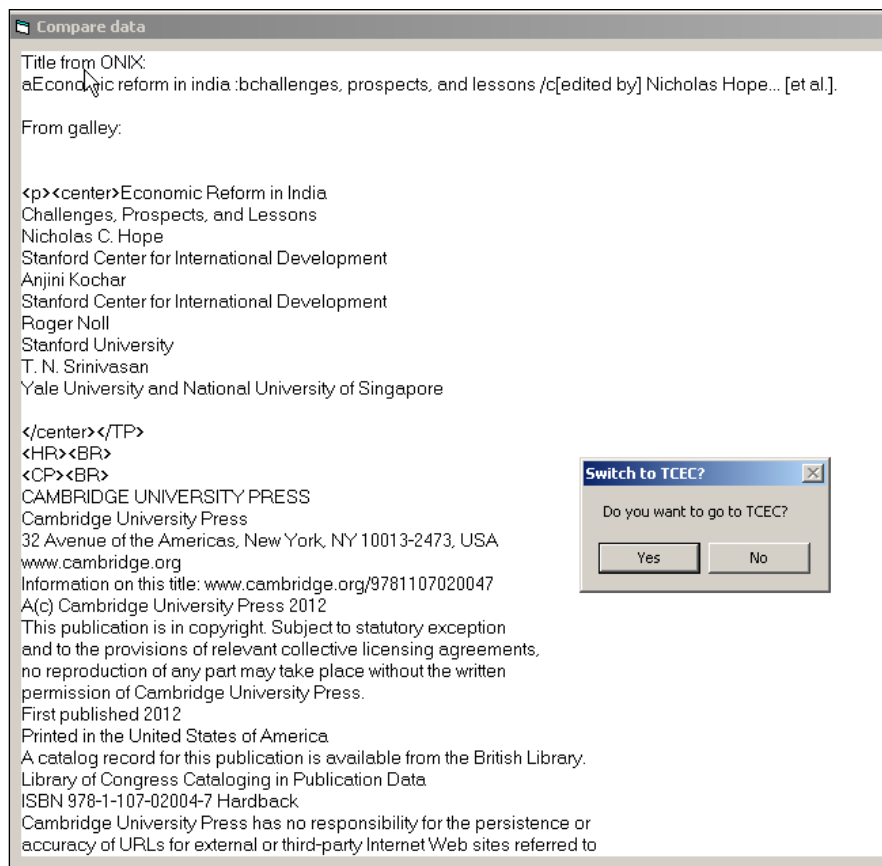 Compare data
Title from ONIX:
aEconomic reform in india :bchallenges, prospects, and lessons /c[edited by] Nicholas Hope... [et al.].
From galley:
<p><center>Economic Reform in India
Challenges, Prospects, and Lessons
Nicholas C. Hope
Stanford Center for International Development
Anjini Kochar
Stanford Center for International Development
Roger Noll
Stanford University
T. N. Srinivasan
Yale University and National University of Singapore
</center></TP>
<HR><BR>
<CP><BR>
CAMBRIDGE UNIVERSITY PRESS
Cambridge University Press
32 Avenue of the Americas, New York, NY 10013-2473, USA
www.cambridge.org
Information on this title: www.cambridge.org/9781107020047
A(c) Cambridge University Press 2012
This publication is in copyright. Subject to statutory exception
and to the provisions of relevant collective licensing agreements,
no reproduction of any part may take place without the written
permission of Cambridge University Press.
First published 2012
Printed in the United States of America
A catalog record for this publication is available from the British Library.
Library of Congress Cataloging in Publication Data
ISBN 978-1-107-02004-7 Hardback
Cambridge University Press has no responsibility for the persistence or
accuracy of URLs for external or third-party Internet Web sites referred to
Switch to TCEC?
Do you want to go to TCEC?
Yes
No